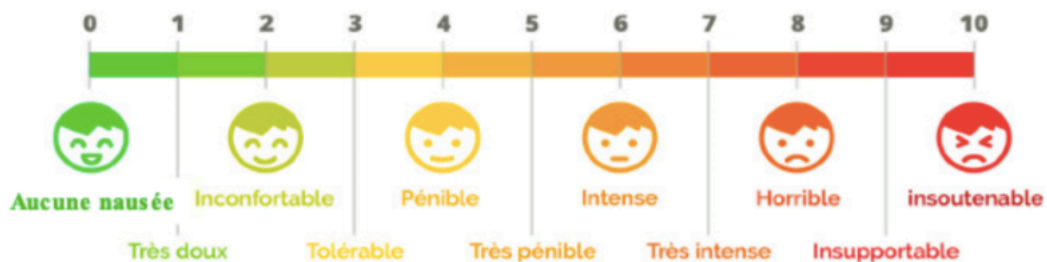 0 1 2 3 4 5 6 7 8 9 10
Aucune nausée Inconfortable Pénible Intense Horrible insoutenable
Très doux Tolérable Très pénible Très intense Insupportable